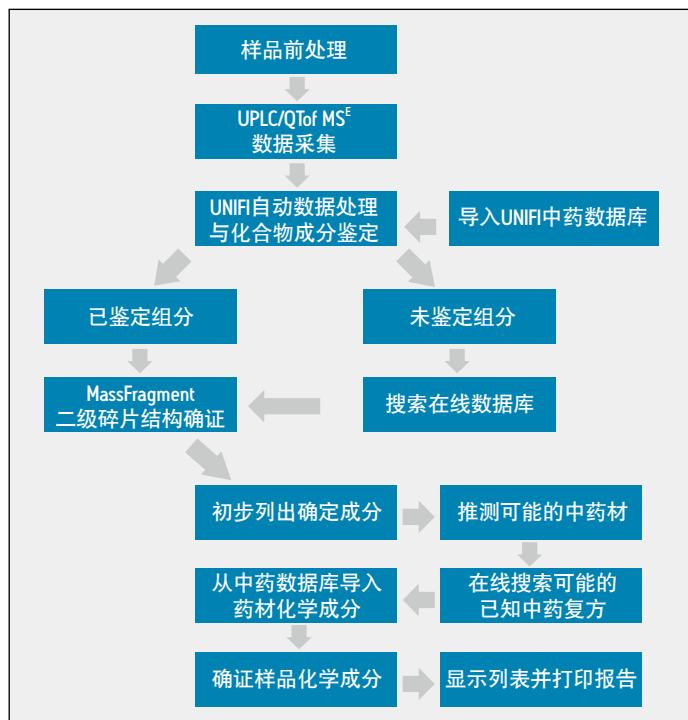 样品前处理
UPLC/QTof MSᴱ
数据采集
UNIFI自动数据处理
与化合物成分鉴定
导入UNIFI中药数据库
已鉴定组分
未鉴定组分
MassFragment
二级碎片结构确证
搜索在线数据库
初步列出确定成分
推测可能的中药材
从中药数据库导入
药材化学成分
在线搜索可能的
已知中药复方
确证样品化学成分
显示列表并打印报告